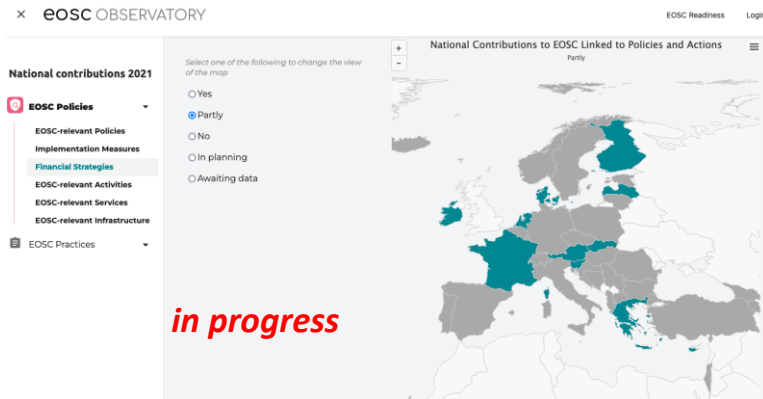 × eosc OBSERVATORY
EOSC Readiness Login
National contributions 2021
EOSC Policies
EOSC-relevant Policies
Implementation Measures
Financial Strategies
EOSC-relevant Activities
EOSC-relevant Services
EOSC-relevant Infrastructure
EOSC Practices
Select one of the following to change the view
of the map
Yes
Partly
No
In planning
Awaiting data
in progress
+
-
National Contributions to EOSC Linked to Policies and Actions
Partly